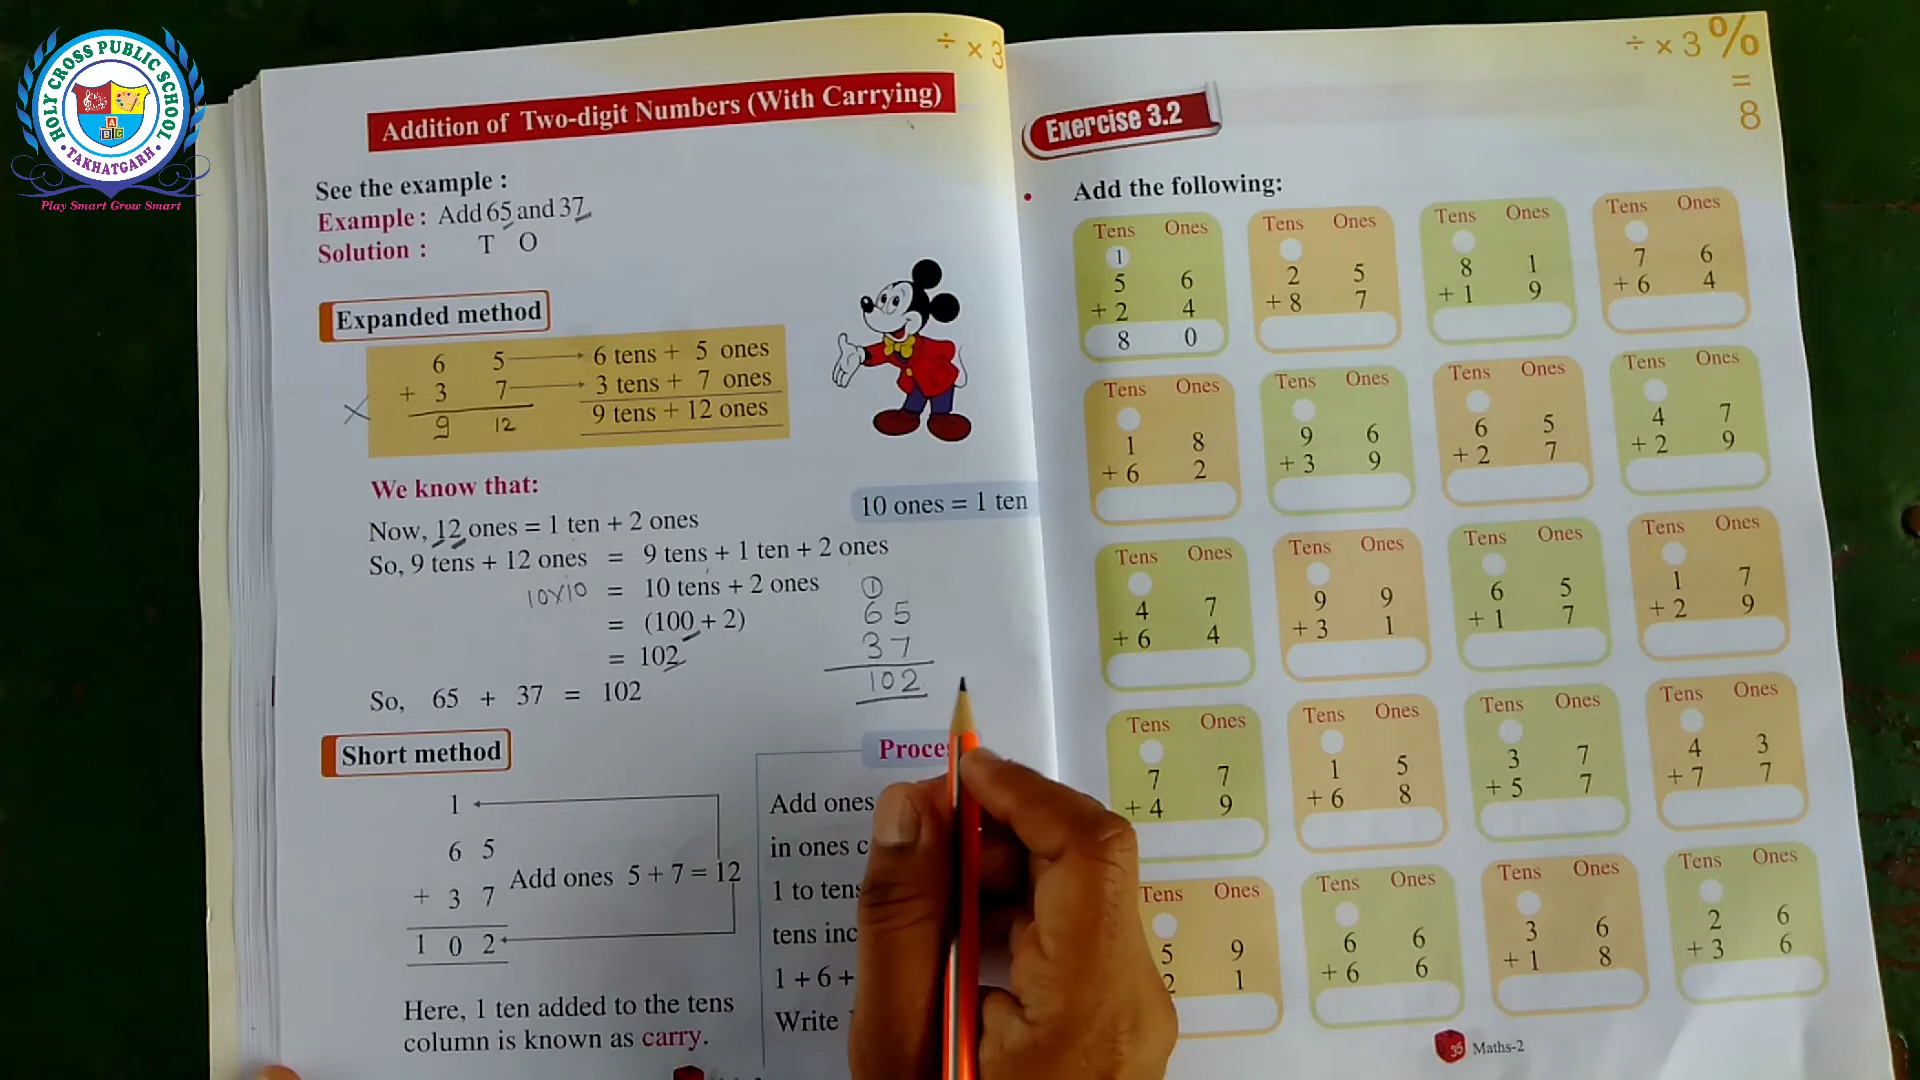 HOLY CROSS PUBLIC SCHOOL
TAKHATGARH
A
B C
Play Smart Grow Smart
÷ × 3
Addition of Two-digit Numbers (With Carrying)
See the example :
Example : Add 65 and 37
Solution : T O
Expanded method
6 5 → 6 tens + 5 ones
+ 3 7 → 3 tens + 7 ones
9 12 9 tens + 12 ones
We know that:
10 ones = 1 ten
Now, 12 ones = 1 ten + 2 ones
So, 9 tens + 12 ones = 9 tens + 1 ten + 2 ones
10×10 = 10 tens + 2 ones
= (100 + 2)
= 102
So, 65 + 37 = 102
1
65
37
102
Short method
1
6 5
+ 3 7
1 0 2
Add ones 5 + 7 = 12
Here, 1 ten added to the tens
column is known as carry.
Add ones
in ones
1 to tens
1 + 6 +
Write
÷ × 3 %
=
8
Exercise 3.2
Add the following:
Tens Ones Tens Ones Tens Ones Tens Ones
1
5 6 2 5 8 1 7 6
+ 2 4 + 8 7 + 1 9 + 6 4
8 0
Tens Ones Tens Ones Tens Ones Tens Ones
1 8 9 6 6 5 4 7
+ 6 2 + 3 9 + 2 7 + 2 9
Tens Ones Tens Ones Tens Ones Tens Ones
4 7 9 9 6 5 1 7
+ 6 4 + 3 1 + 1 7 + 2 9
Tens Ones Tens Ones Tens Ones Tens Ones
7 7 1 5 3 7 4 3
+ 4 9 + 6 8 + 5 7 + 7 7
Tens Ones Tens Ones Tens Ones Tens Ones
5 9 6 6 3 6 2 6
2 1 + 6 6 + 1 8 + 3 6
35 Maths-2